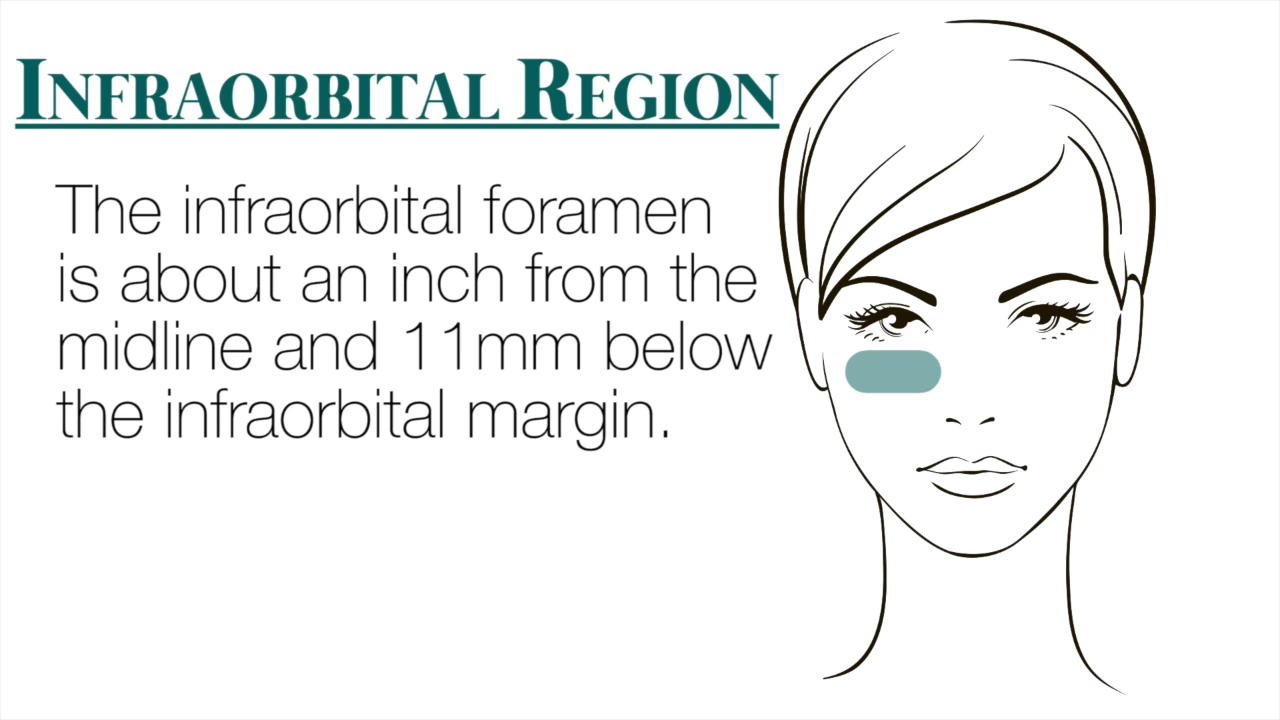 INFRAORBITAL REGION
The infraorbital foramen
is about an inch from the
midline and 11mm below
the infraorbital margin.